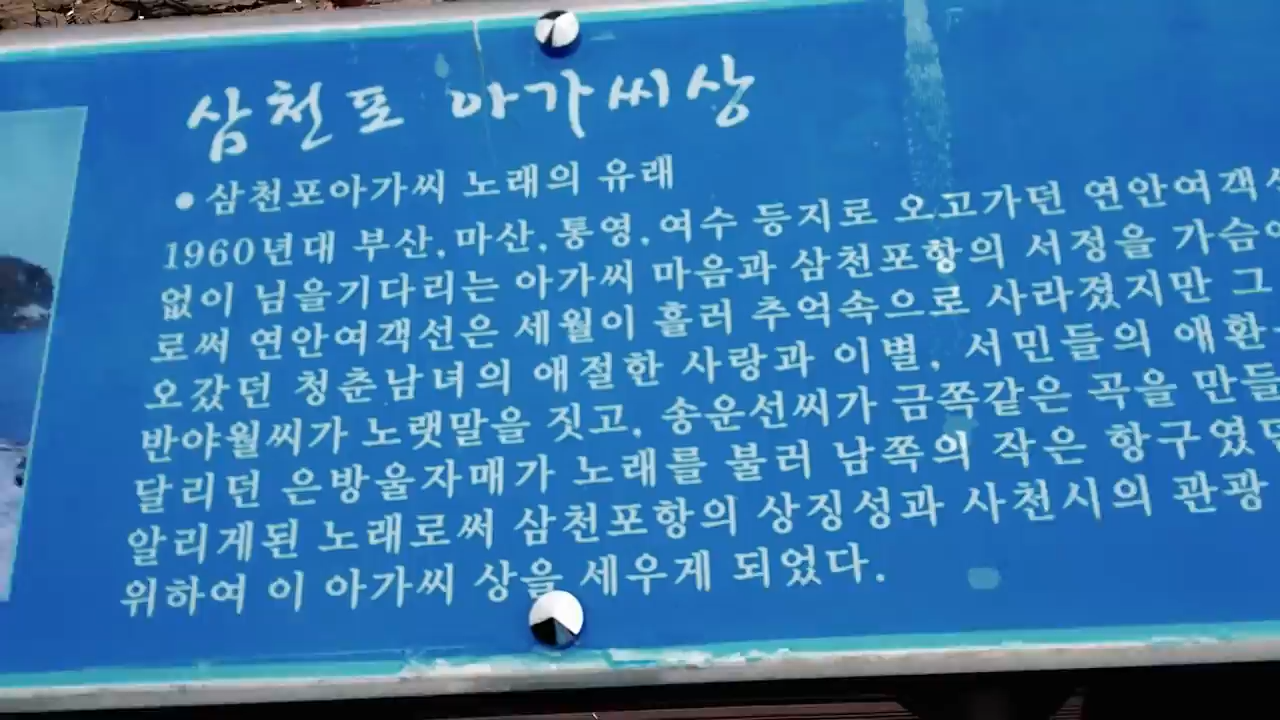 삼천포 아가씨상
• 삼천포아가씨 노래의 유래
1960년대 부산, 마산, 통영, 여수 등지로 오고가던 연안여객
없이 님을기다리는 아가씨 마음과 삼천포항의 서정을 가슴
로써 연안여객선은 세월이 흘러 추억속으로 사라졌지만 그
오갔던 청춘남녀의 애절한 사랑과 이별, 서민들의 애환
반야월씨가 노랫말을 짓고, 송운선씨가 금쪽같은 곡을 만들
달리던 은방울자매가 노래를 불러 남쪽의 작은 항구였던
알리게된 노래로써 삼천포항의 상징성과 사천시의 관광
위하여 이 아가씨 상을 세우게 되었다.